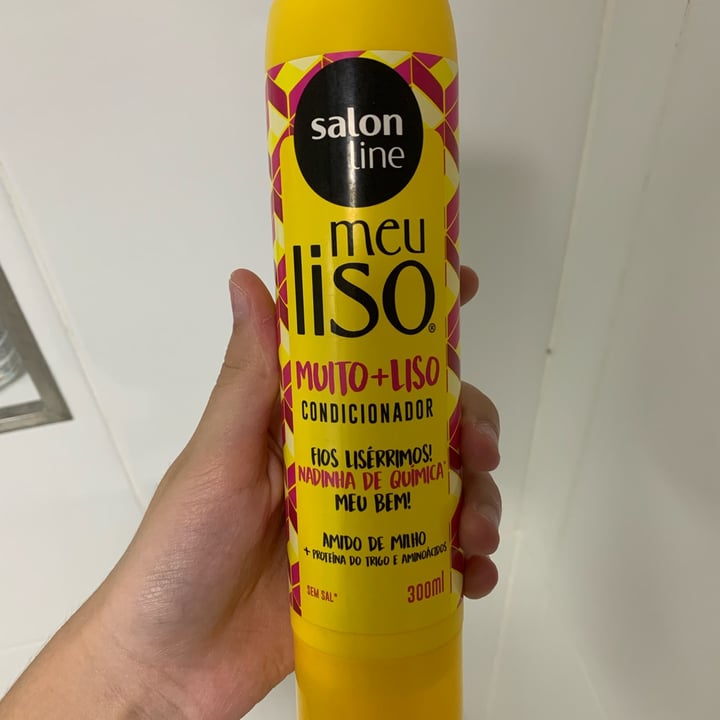 salon
line
meu
liso®
MUITO+LISO
CONDICIONADOR
FIOS LISÉRRIMOS!
NADINHA DE QUÍMICA*
MEU BEM!
AMIDO DE MILHO
+ PROTEÍNA DO TRIGO E AMINOÁCIDOS
SEM SAL* 300ml